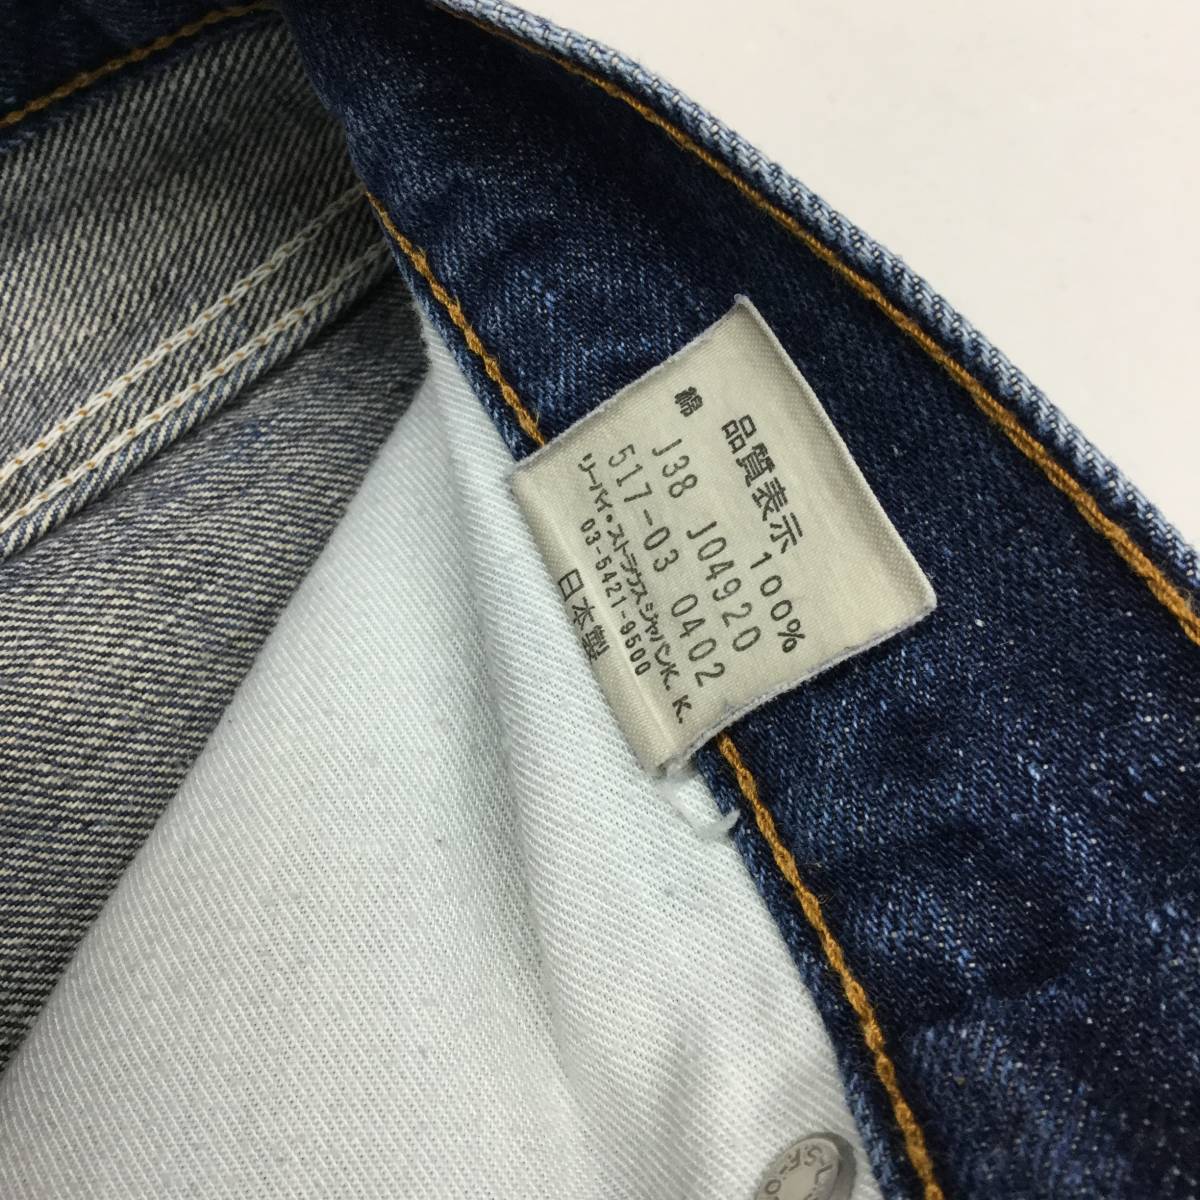 品質表示
綿 100%
J38 J04920
517-03 0402
リーバイ・ストラウスジャパンK.K.
03-5421-9500
日本製